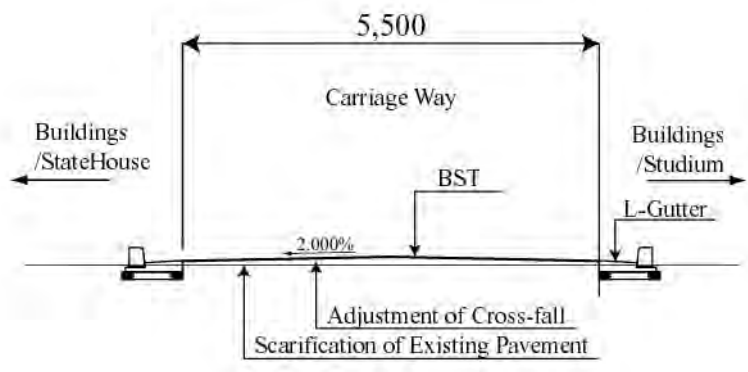 5,500
Carriage Way
Buildings
/StateHouse
Buildings
/Studium
BST
L-Gutter
2.000%
Adjustment of Cross-fall
Scarification of Existing Pavement